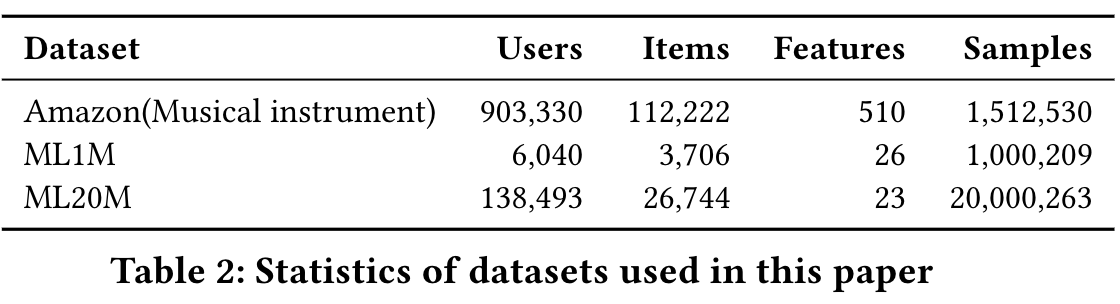 Dataset Users Items Features Samples
Amazon(Musical instrument) 903,330 112,222 510 1,512,530
ML1M 6,040 3,706 26 1,000,209
ML20M 138,493 26,744 23 20,000,263
Table 2: Statistics of datasets used in this paper